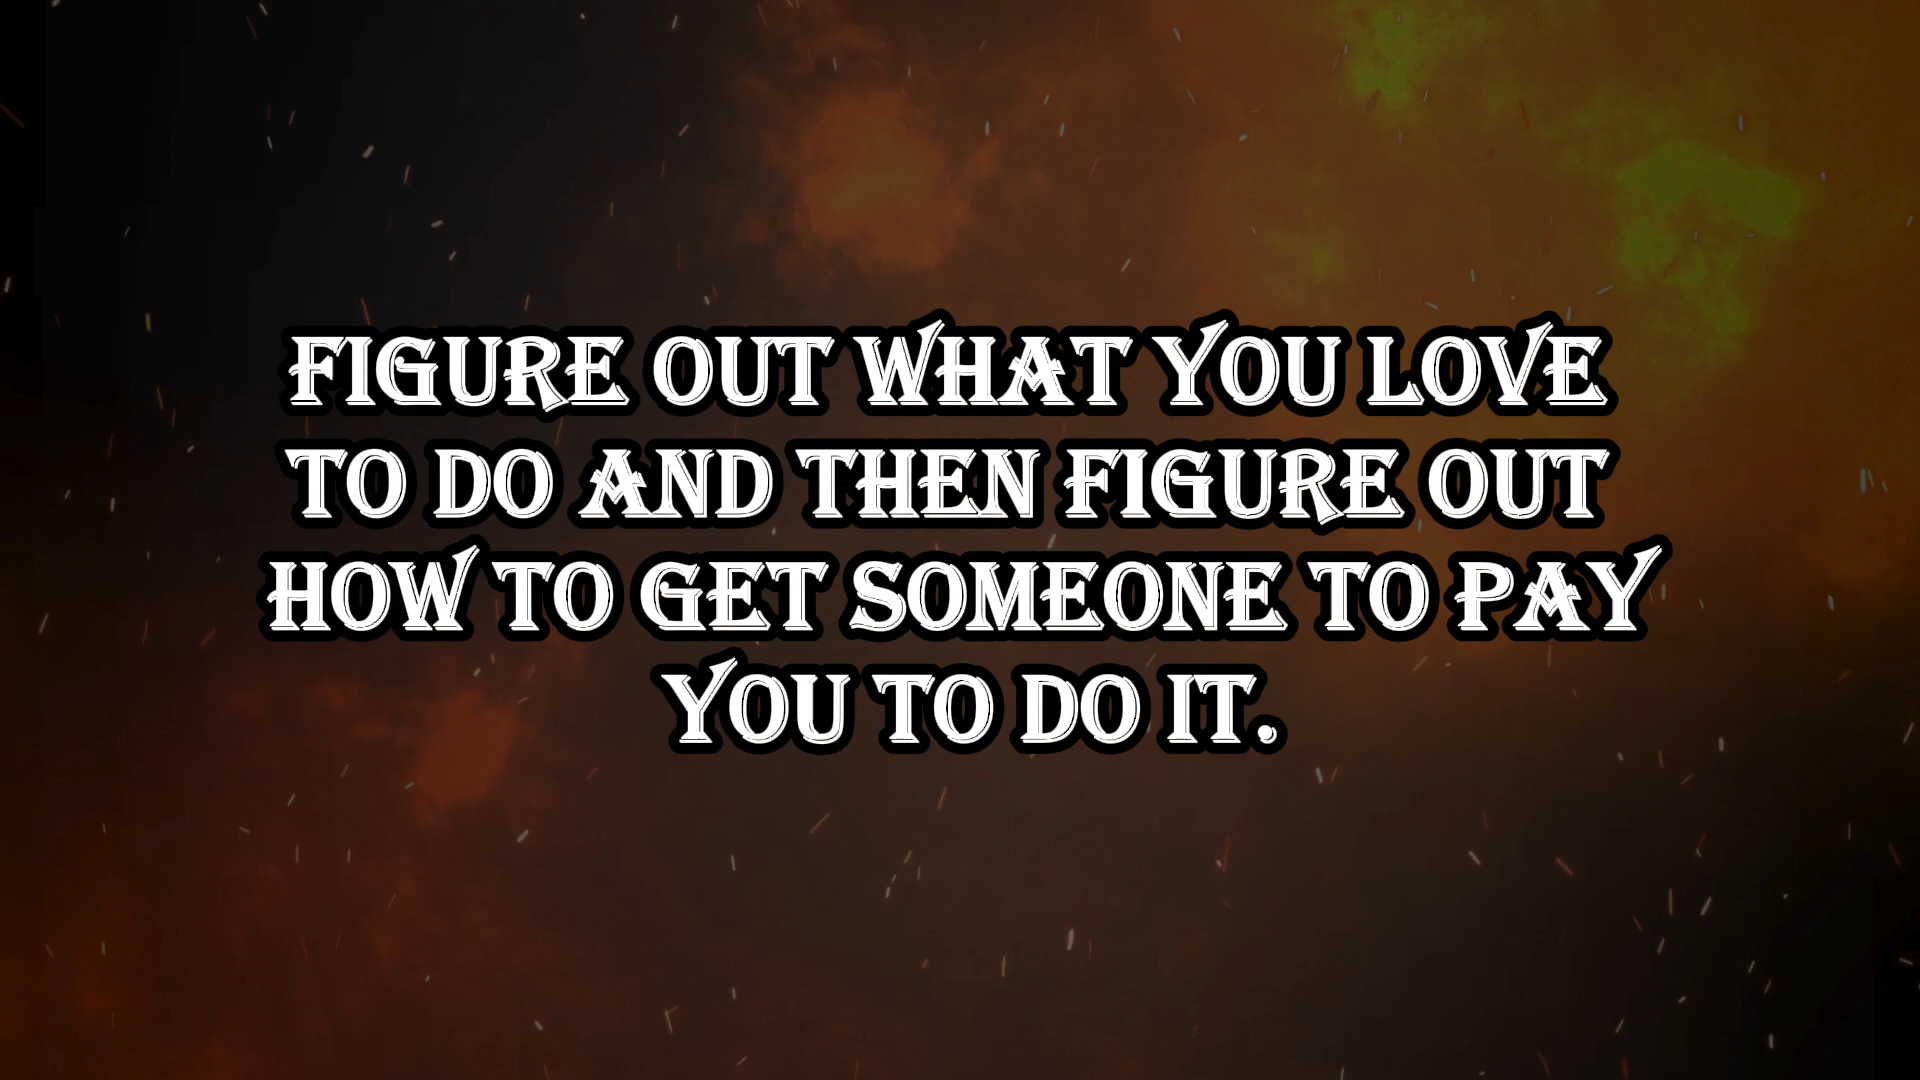 FIGURE OUT WHAT YOU LOVE
TO DO AND THEN FIGURE OUT
HOW TO GET SOMEONE TO PAY
YOU TO DO IT.